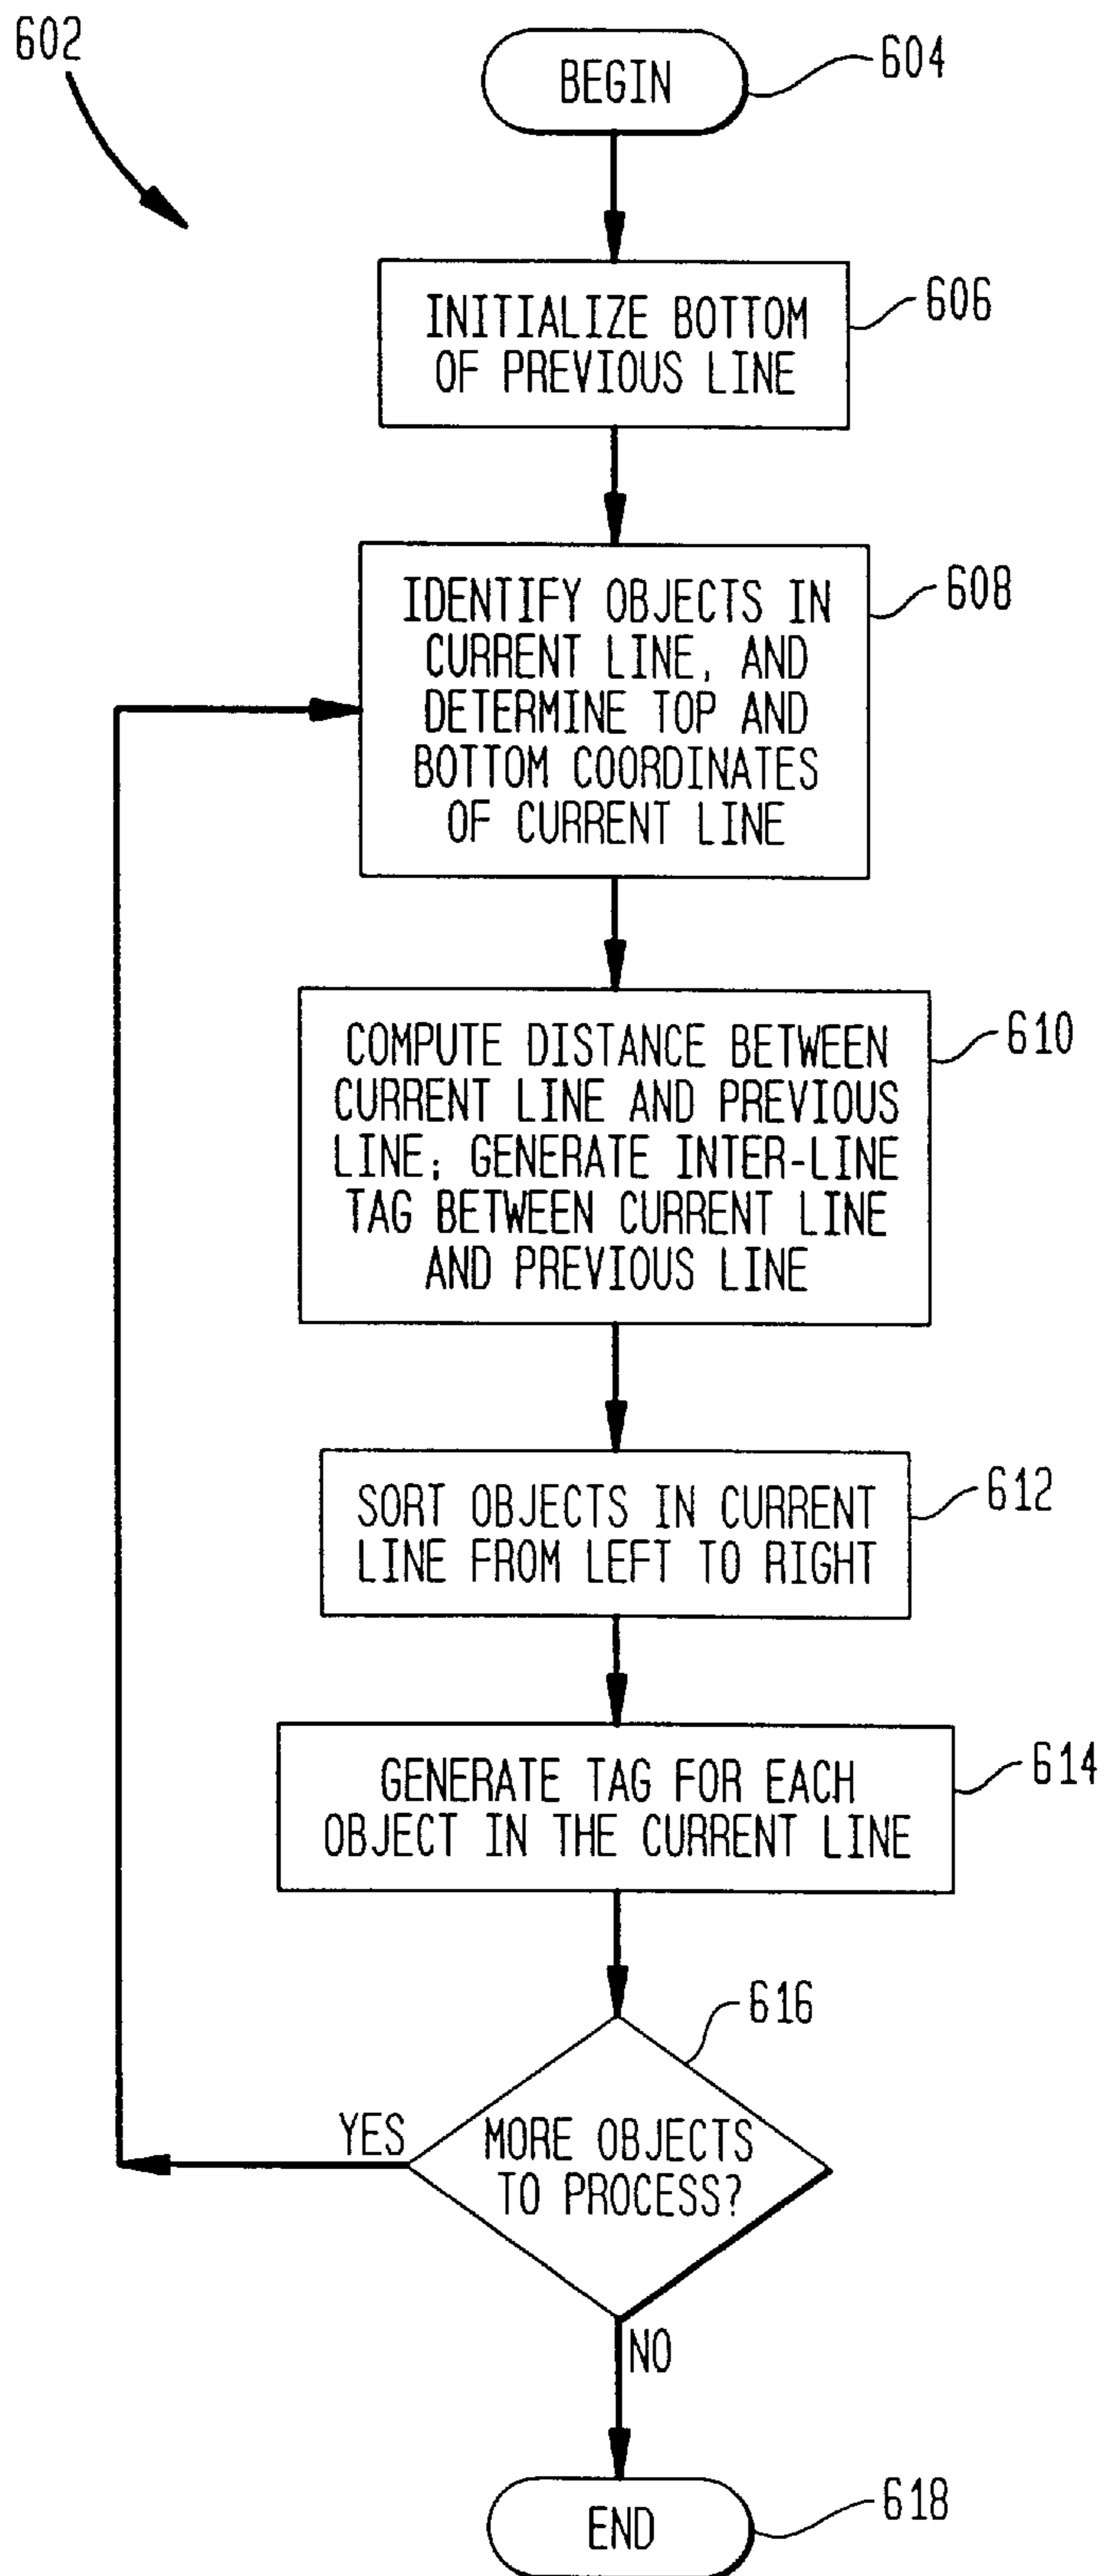 602
BEGIN
604
INITIALIZE BOTTOM
OF PREVIOUS LINE
606
IDENTIFY OBJECTS IN
CURRENT LINE, AND
DETERMINE TOP AND
BOTTOM COORDINATES
OF CURRENT LINE
608
COMPUTE DISTANCE BETWEEN
CURRENT LINE AND PREVIOUS
LINE; GENERATE INTER-LINE
TAG BETWEEN CURRENT LINE
AND PREVIOUS LINE
610
SORT OBJECTS IN CURRENT
LINE FROM LEFT TO RIGHT
612
GENERATE TAG FOR EACH
OBJECT IN THE CURRENT LINE
614
616
YES
MORE OBJECTS
TO PROCESS?
NO
END
618